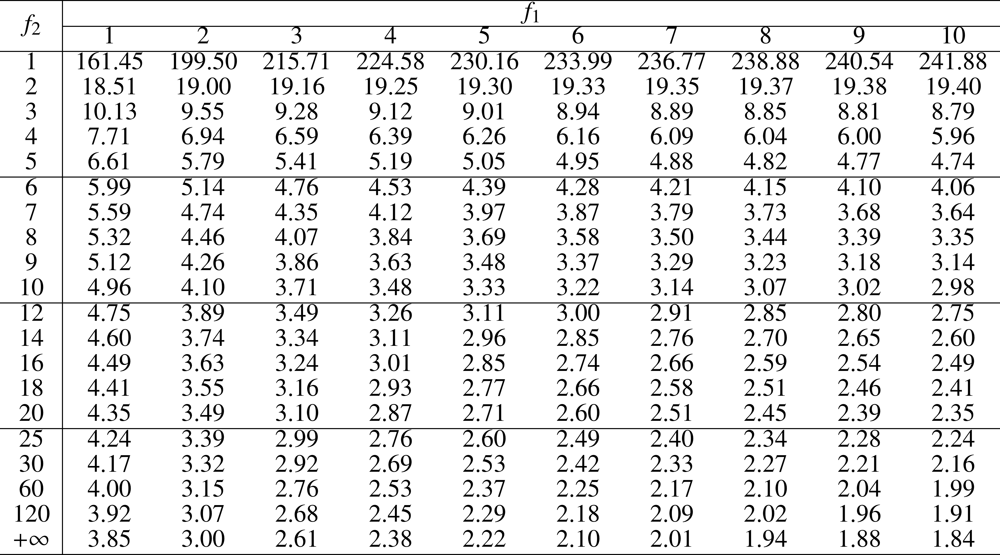 f₂ f₁
1 2 3 4 5 6 7 8 9 10
1 161.45 199.50 215.71 224.58 230.16 233.99 236.77 238.88 240.54 241.88
2 18.51 19.00 19.16 19.25 19.30 19.33 19.35 19.37 19.38 19.40
3 10.13 9.55 9.28 9.12 9.01 8.94 8.89 8.85 8.81 8.79
4 7.71 6.94 6.59 6.39 6.26 6.16 6.09 6.04 6.00 5.96
5 6.61 5.79 5.41 5.19 5.05 4.95 4.88 4.82 4.77 4.74
6 5.99 5.14 4.76 4.53 4.39 4.28 4.21 4.15 4.10 4.06
7 5.59 4.74 4.35 4.12 3.97 3.87 3.79 3.73 3.68 3.64
8 5.32 4.46 4.07 3.84 3.69 3.58 3.50 3.44 3.39 3.35
9 5.12 4.26 3.86 3.63 3.48 3.37 3.29 3.23 3.18 3.14
10 4.96 4.10 3.71 3.48 3.33 3.22 3.14 3.07 3.02 2.98
12 4.75 3.89 3.49 3.26 3.11 3.00 2.91 2.85 2.80 2.75
14 4.60 3.74 3.34 3.11 2.96 2.85 2.76 2.70 2.65 2.60
16 4.49 3.63 3.24 3.01 2.85 2.74 2.66 2.59 2.54 2.49
18 4.41 3.55 3.16 2.93 2.77 2.66 2.58 2.51 2.46 2.41
20 4.35 3.49 3.10 2.87 2.71 2.60 2.51 2.45 2.39 2.35
25 4.24 3.39 2.99 2.76 2.60 2.49 2.40 2.34 2.28 2.24
30 4.17 3.32 2.92 2.69 2.53 2.42 2.33 2.27 2.21 2.16
60 4.00 3.15 2.76 2.53 2.37 2.25 2.17 2.10 2.04 1.99
120 3.92 3.07 2.68 2.45 2.29 2.18 2.09 2.02 1.96 1.91
+∞ 3.85 3.00 2.61 2.38 2.22 2.10 2.01 1.94 1.88 1.84